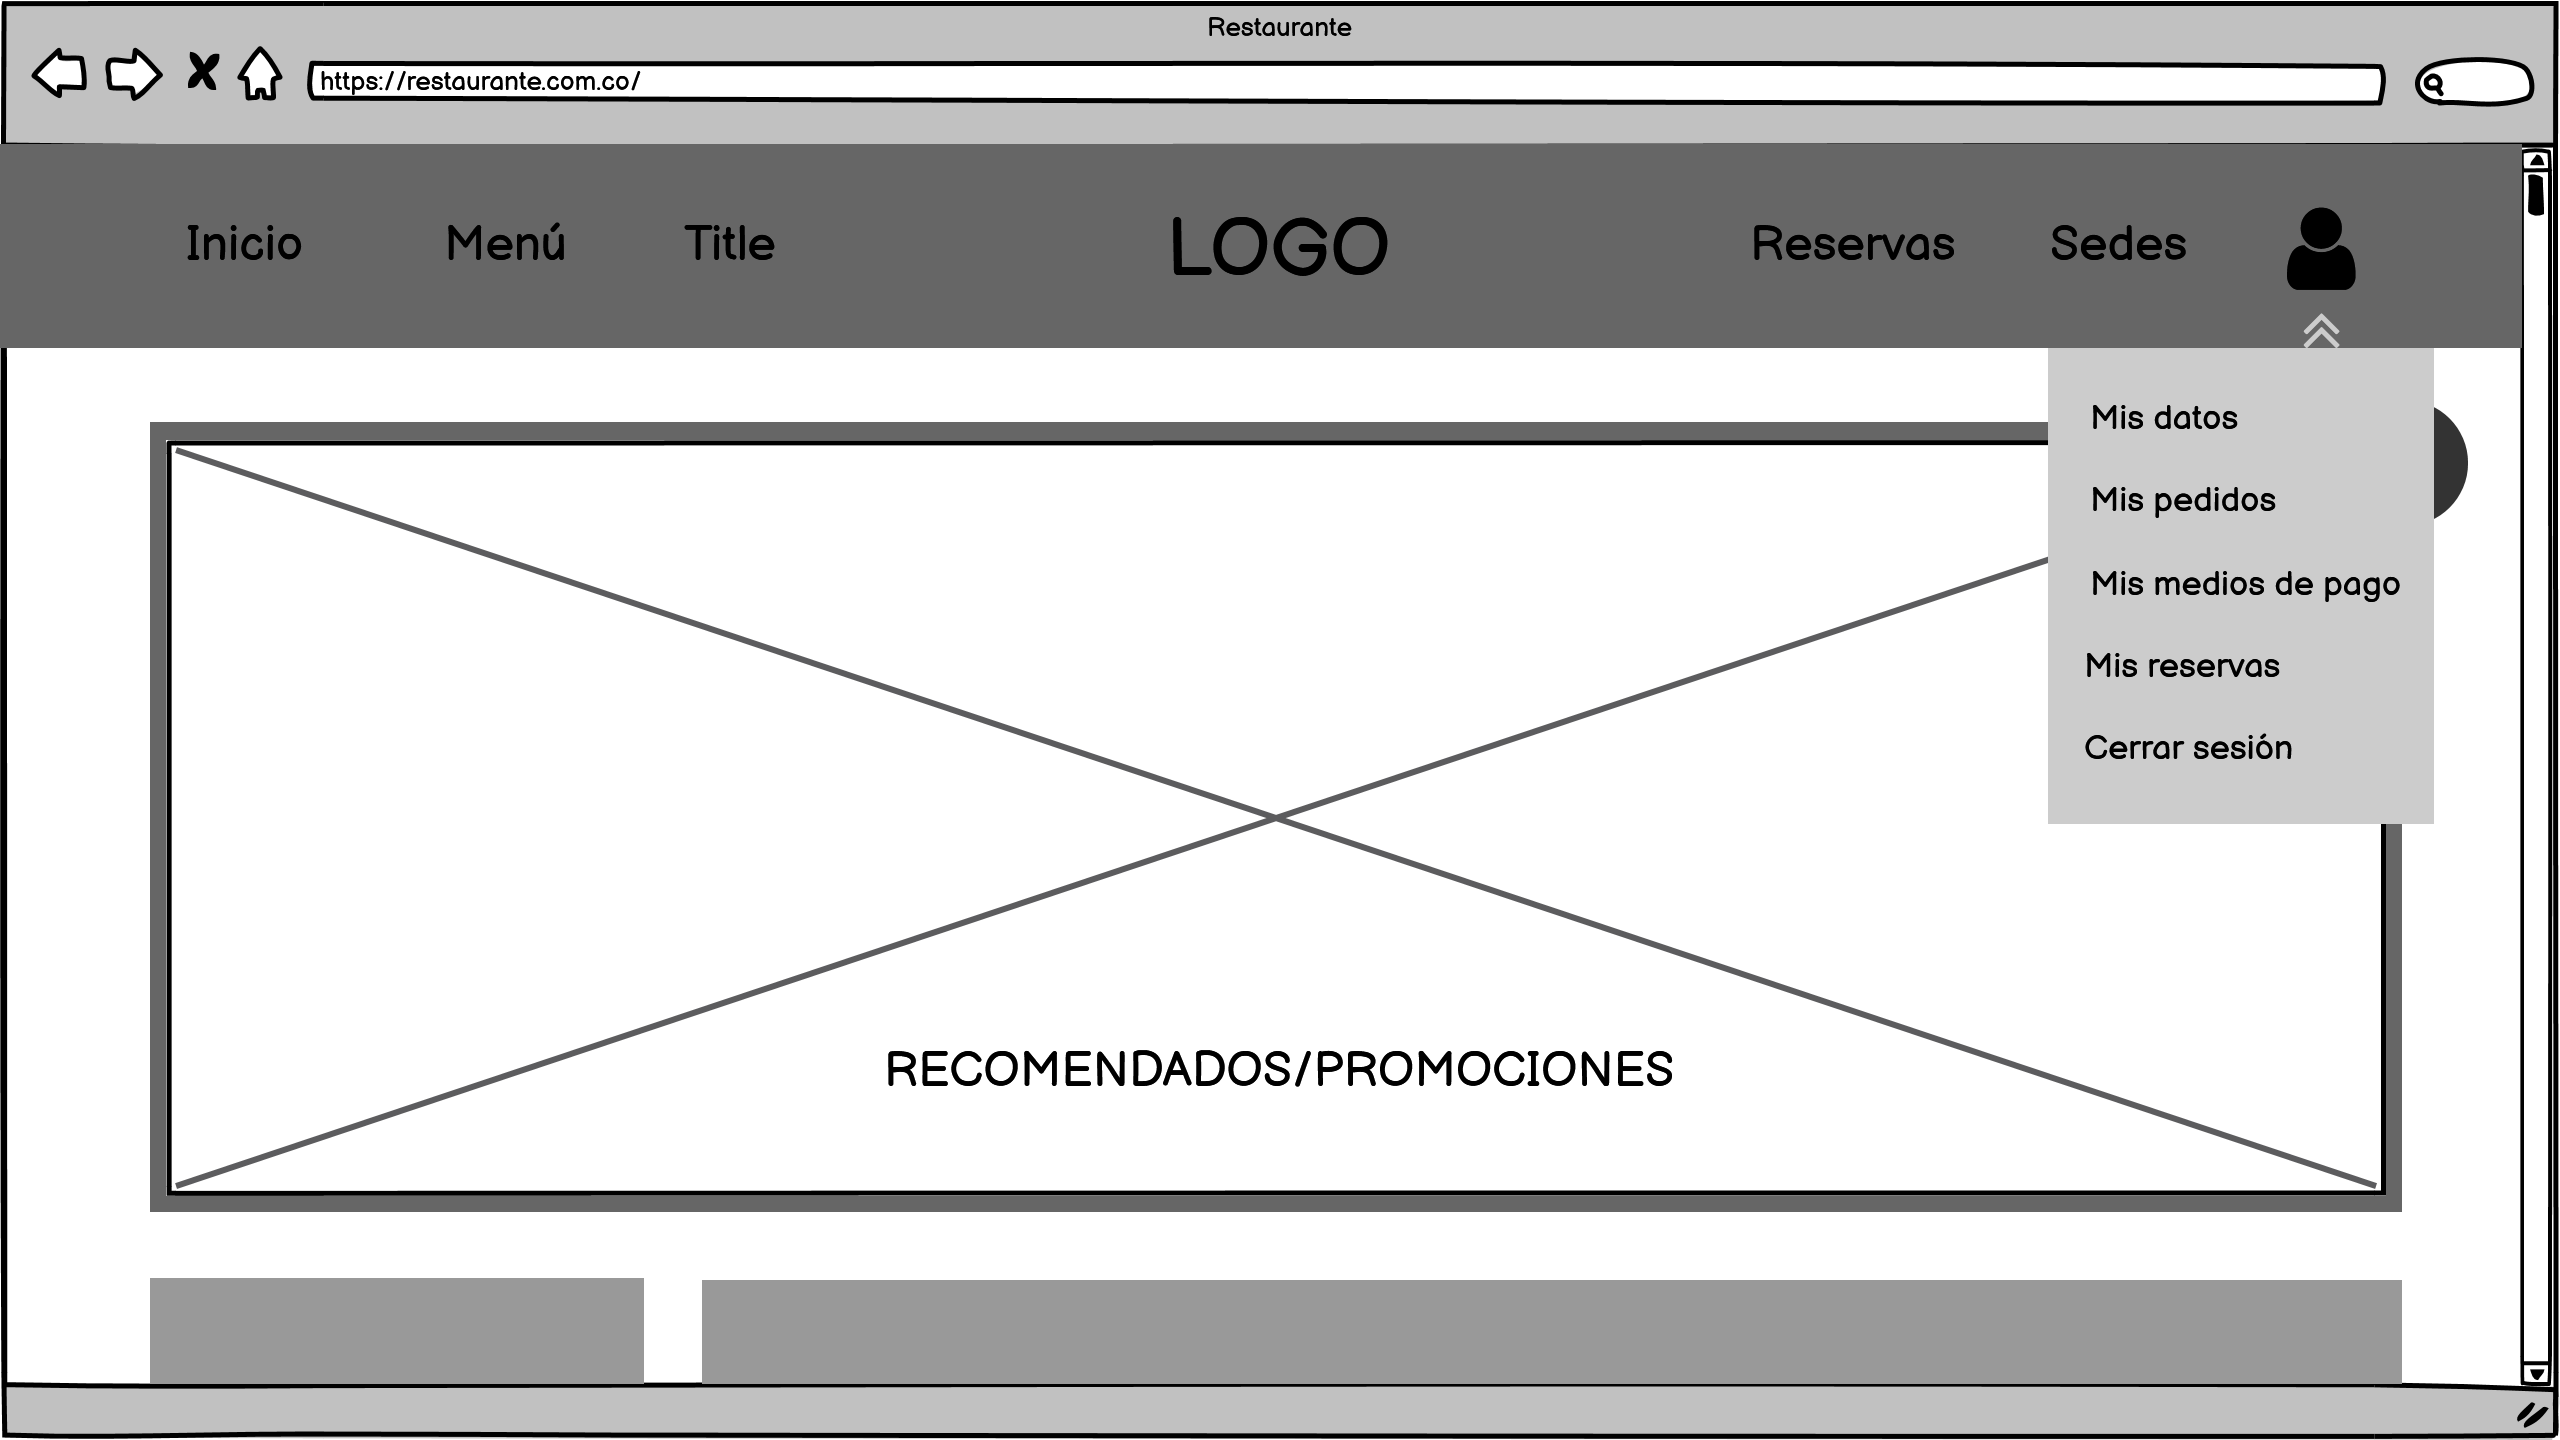 Restaurante
https://restaurante.com.co/
Inicio
Menú
Title
LOGO
Reservas
Sedes
Mis datos
Mis pedidos
Mis medios de pago
Mis reservas
Cerrar sesión
RECOMENDADOS/PROMOCIONES